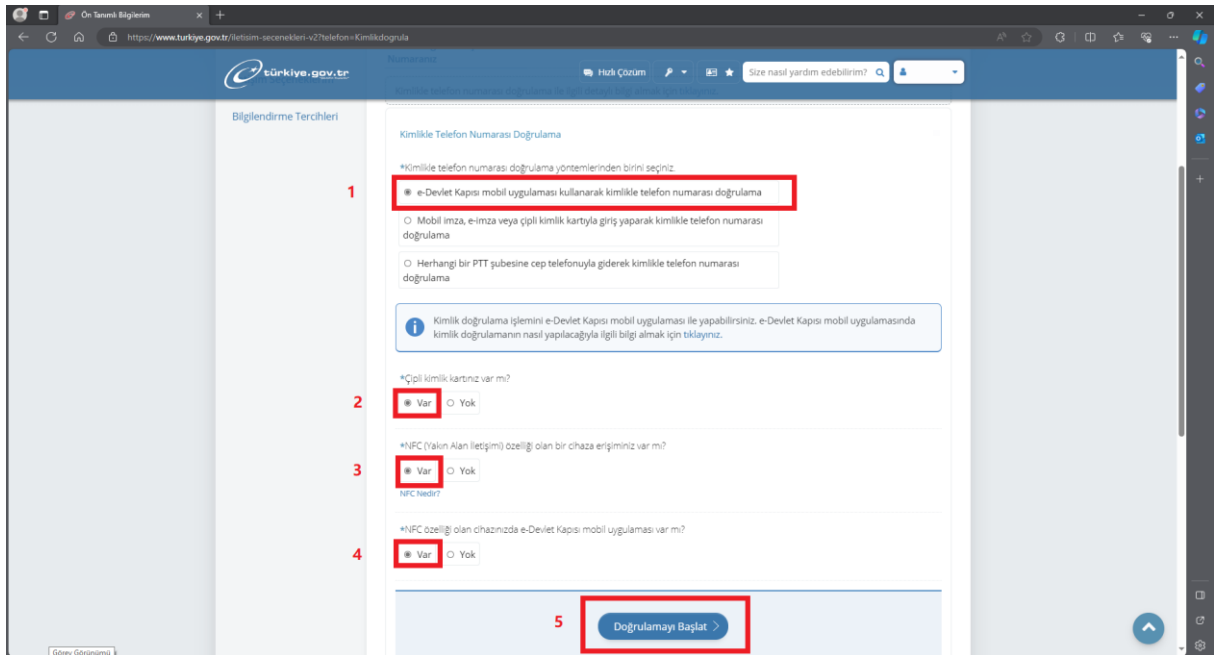 Ön Tanımlı Bilgilerim
https://www.turkiye.gov.tr/iletisim-secenekleri-v2?telefon=Kimlikdogrula
türkiye.gov.tr
Hızlı Çözüm
Size nasıl yardım edebilirim?
Bilgilendirme Tercihleri
Kimlikle Telefon Numarası Doğrulama
*Kimlikle telefon numarası doğrulama yöntemlerinden birini seçiniz.
1
e-Devlet Kapısı mobil uygulaması kullanarak kimlikle telefon numarası doğrulama
Mobil imza, e-imza veya çipli kimlik kartıyla giriş yaparak kimlikle telefon numarası
doğrulama
Herhangi bir PTT şubesine cep telefonuyla giderek kimlikle telefon numarası
doğrulama
Kimlik doğrulama işlemini e-Devlet Kapısı mobil uygulaması ile yapabilirsiniz. e-Devlet Kapısı mobil uygulamasında
kimlik doğrulamanın nasıl yapılacağıyla ilgili bilgi almak için tıklayınız.
*Çipli kimlik kartınız var mı?
2
Var Yok
*NFC (Yakın Alan İletişimi) özelliği olan bir cihaza erişiminiz var mı?
3
Var Yok
NFC Nedir?
*NFC özelliği olan cihazınızda e-Devlet Kapısı mobil uygulaması var mı?
4
Var Yok
5
Doğrulamayı Başlat
Görev Görünümü